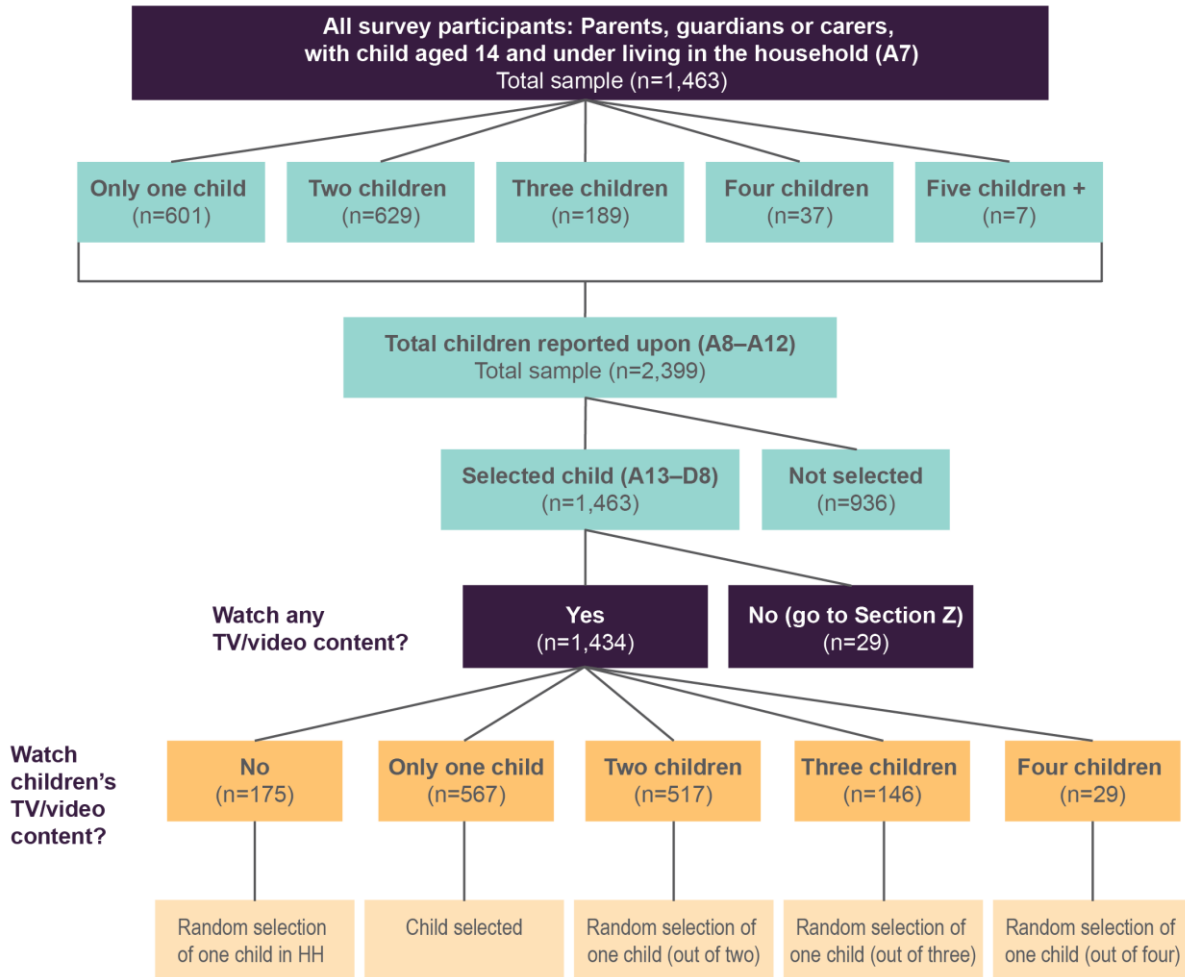 All survey participants: Parents, guardians or carers,
with child aged 14 and under living in the household (A7)
Total sample (n=1,463)
Only one child
(n=601)
Two children
(n=629)
Three children
(n=189)
Four children
(n=37)
Five children +
(n=7)
Total children reported upon (A8–A12)
Total sample (n=2,399)
Selected child (A13–D8)
(n=1,463)
Not selected
(n=936)
Watch any
TV/video content?
Yes
(n=1,434)
No (go to Section Z)
(n=29)
Watch
children’s
TV/video
content?
No
(n=175)
Only one child
(n=567)
Two children
(n=517)
Three children
(n=146)
Four children
(n=29)
Random selection
of one child in HH
Child selected
Random selection of
one child (out of two)
Random selection of
one child (out of three)
Random selection of
one child (out of four)